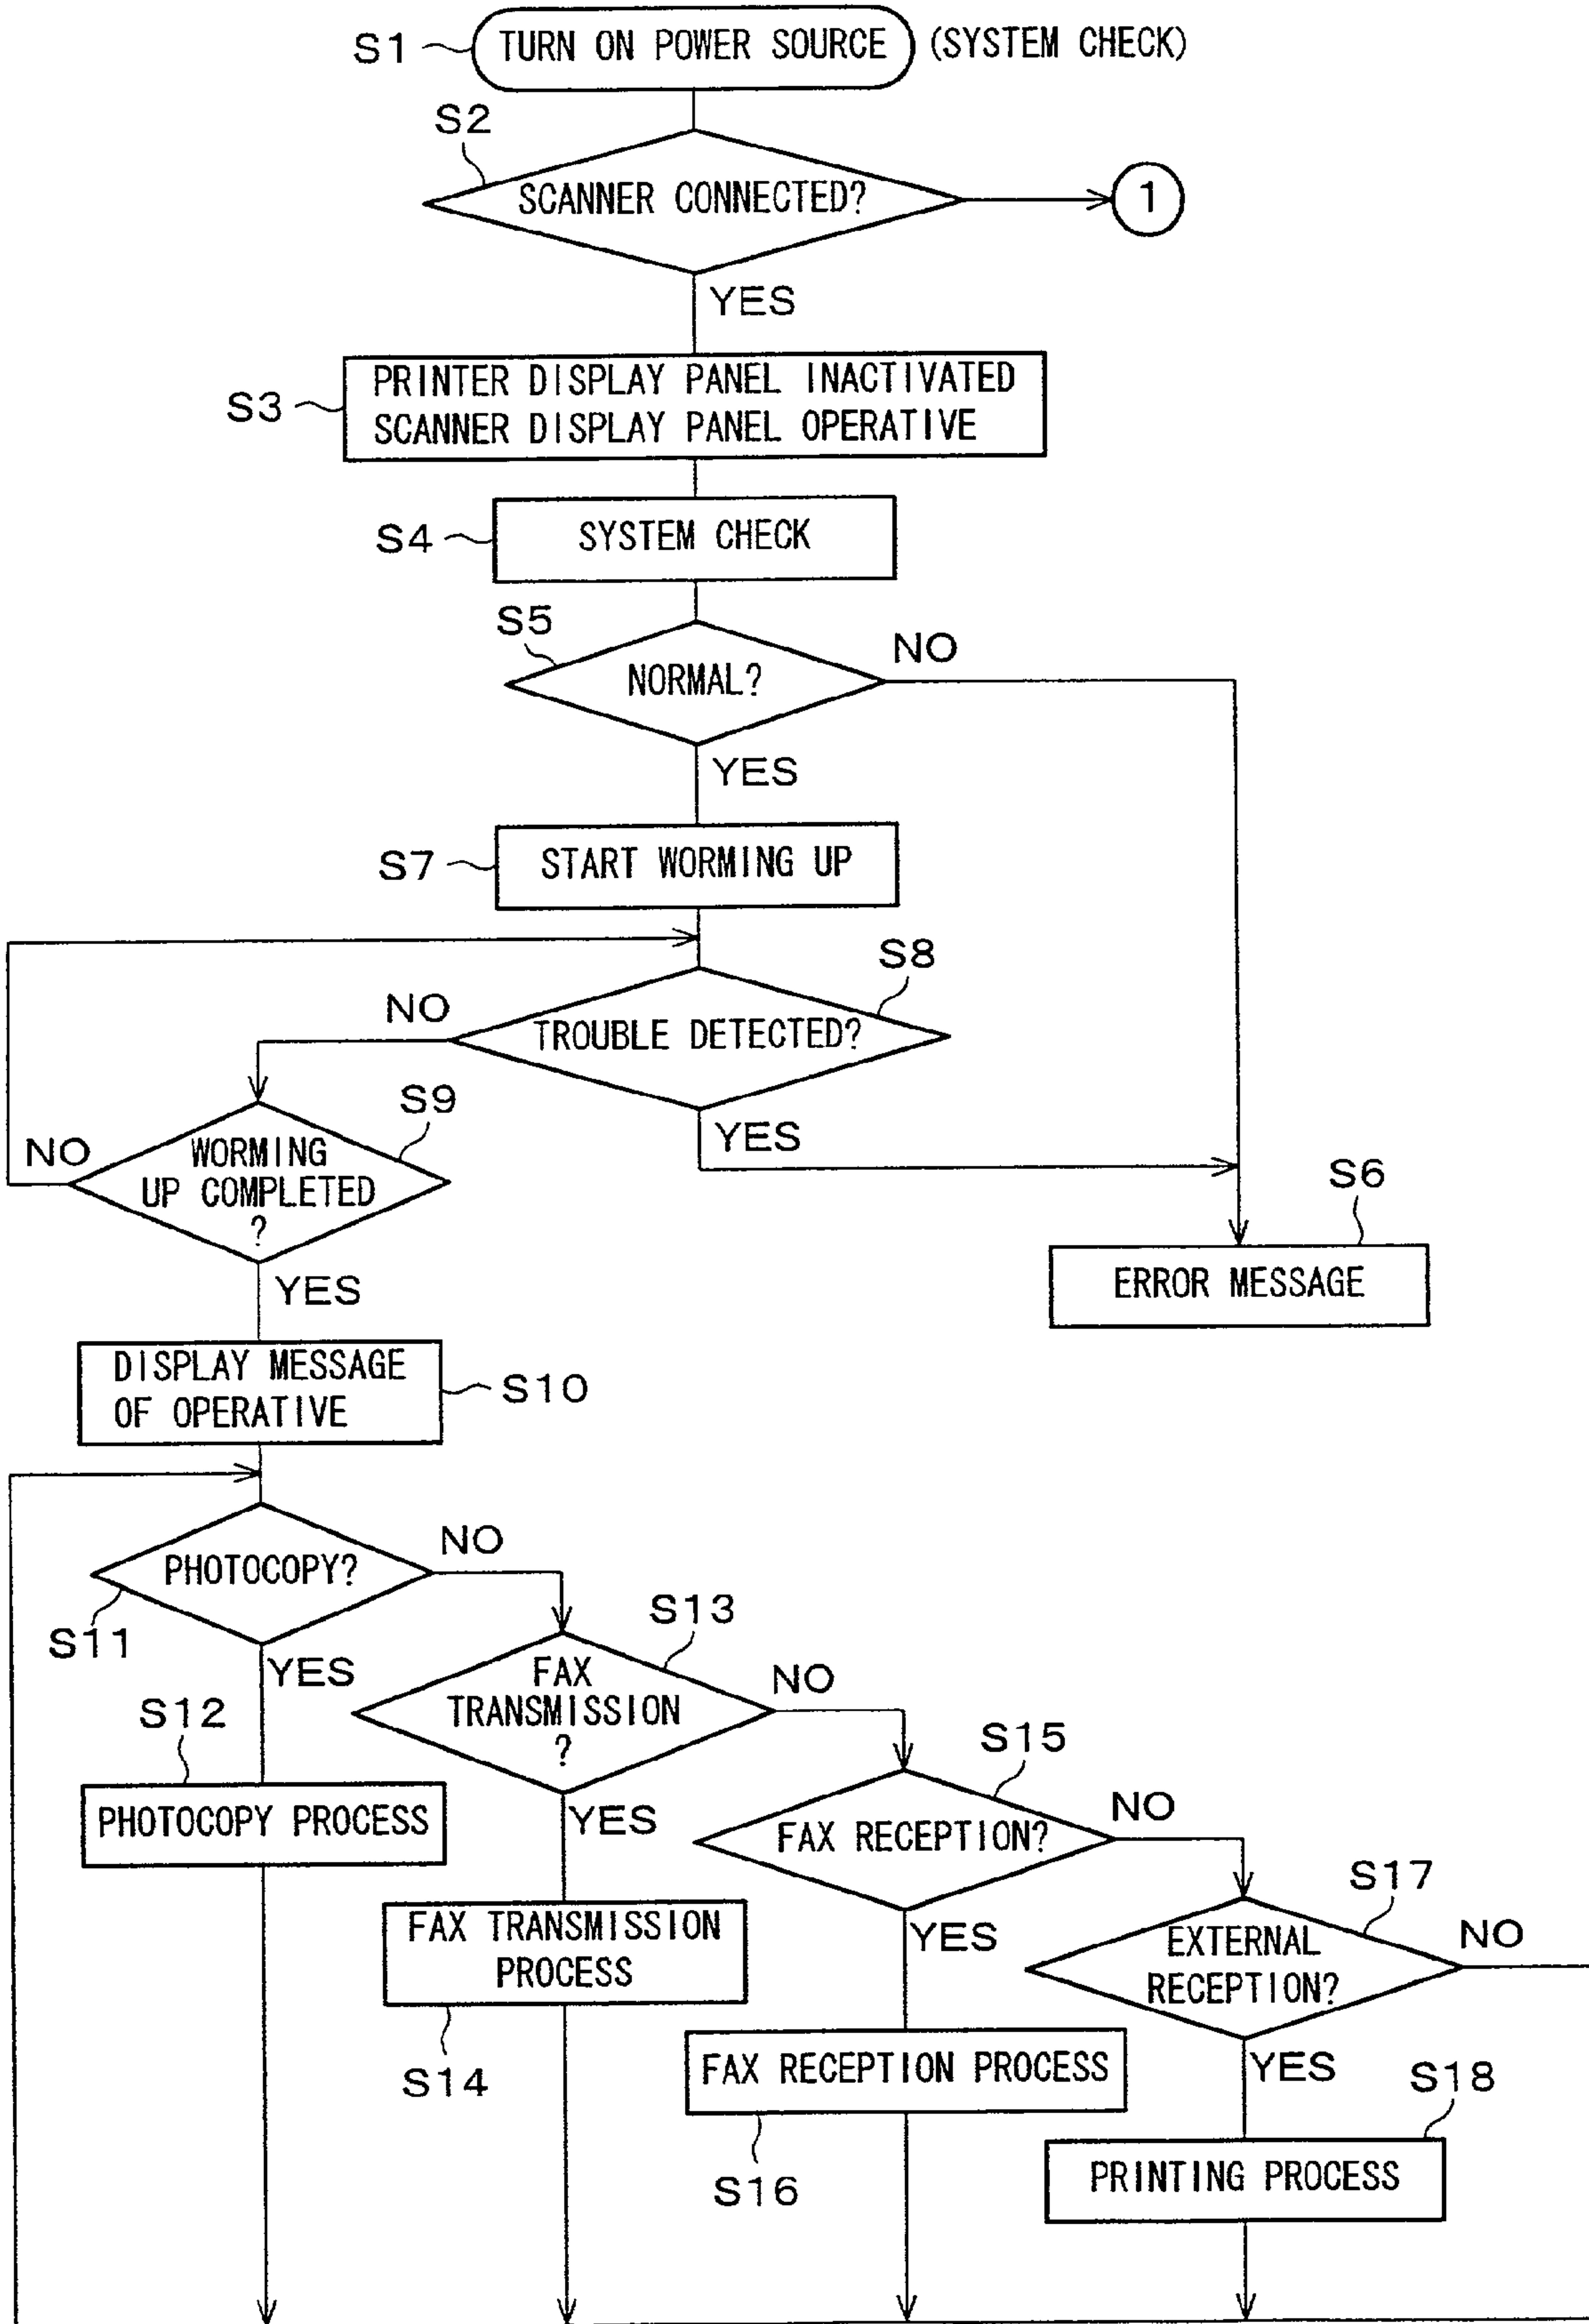 S1
TURN ON POWER SOURCE (SYSTEM CHECK)
S2
SCANNER CONNECTED?
1
YES
S3
PRINTER DISPLAY PANEL INACTIVATED
SCANNER DISPLAY PANEL OPERATIVE
S4
SYSTEM CHECK
S5
NORMAL?
NO
YES
S7
START WORMING UP
S8
NO
TROUBLE DETECTED?
YES
S9
NO
WORMING
UP COMPLETED
?
YES
S6
ERROR MESSAGE
DISPLAY MESSAGE
OF OPERATIVE
S10
PHOTOCOPY?
NO
S11
YES
S12
PHOTOCOPY PROCESS
S13
FAX
TRANSMISSION
?
NO
YES
FAX TRANSMISSION
PROCESS
S14
S15
FAX RECEPTION?
NO
YES
FAX RECEPTION PROCESS
S16
S17
EXTERNAL
RECEPTION?
NO
YES
S18
PRINTING PROCESS